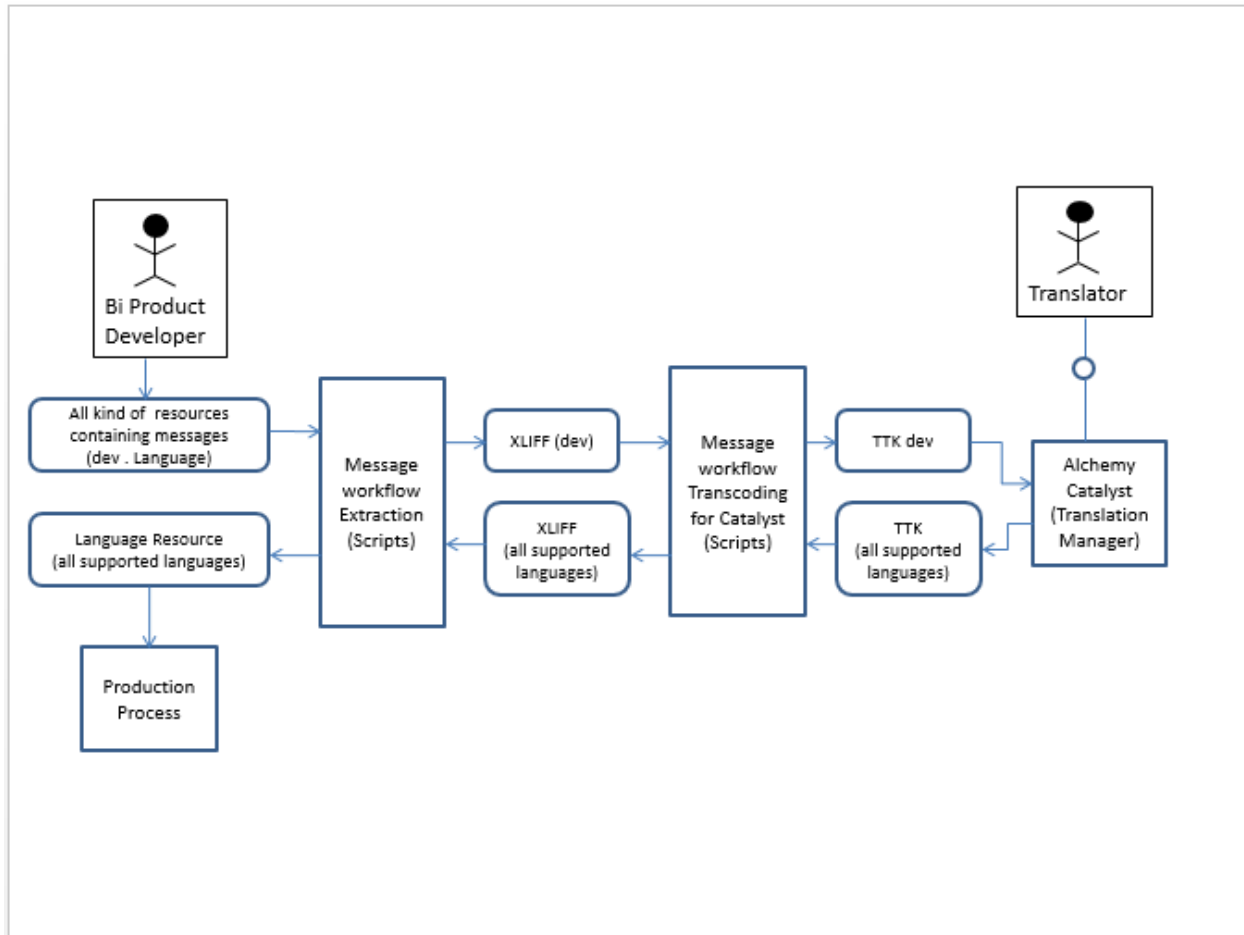 Bi Product
Developer
Translator
All kind of resources
containing messages
(dev . Language)
Message
workflow
Extraction
(Scripts)
XLIFF (dev)
Message
workflow
Transcoding
for Catalyst
(Scripts)
TTK dev
Alchemy
Catalyst
(Translation
Manager)
TTK
(all supported
languages)
XLIFF
(all supported
languages)
Language Resource
(all supported languages)
Production
Process